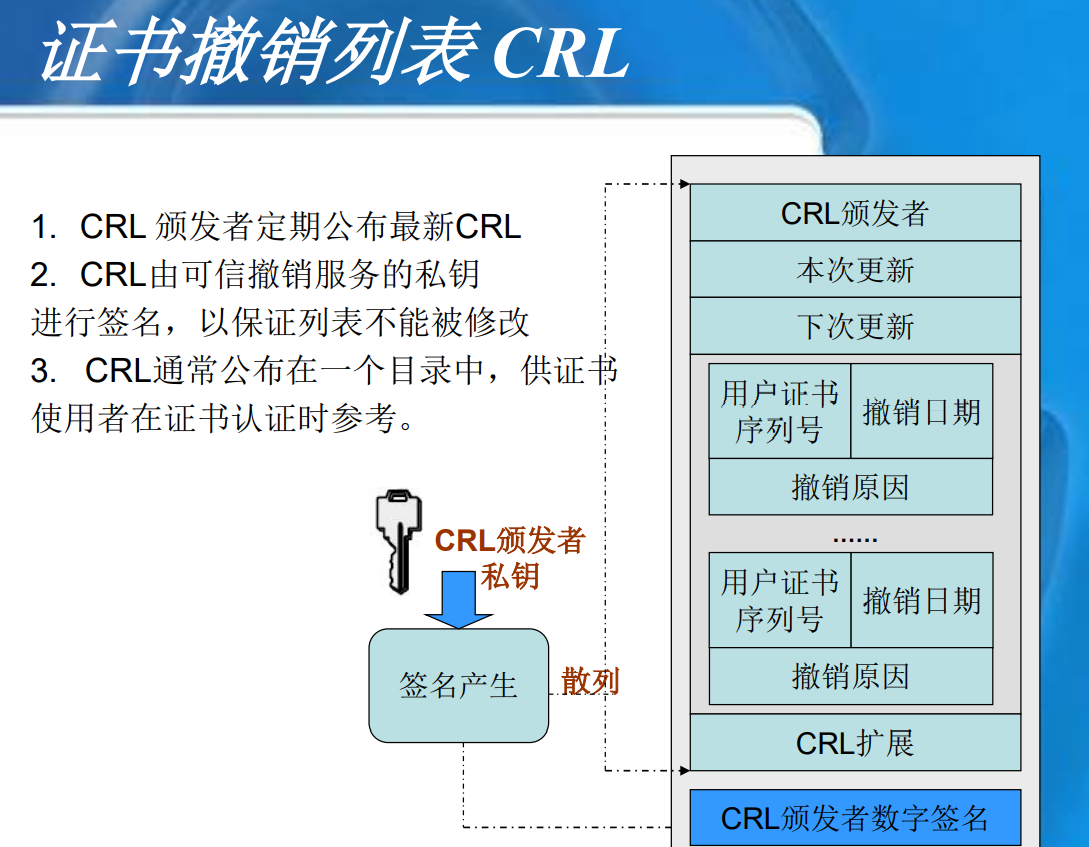 证书撤销列表 CRL
1. CRL 颁发者定期公布最新CRL
2. CRL由可信撤销服务的私钥
进行签名，以保证列表不能被修改
3. CRL通常公布在一个目录中，供证书
使用者在证书认证时参考。
CRL颁发者
私钥
签名产生
散列
CRL颁发者
本次更新
下次更新
用户证书
序列号
撤销日期
撤销原因
......
用户证书
序列号
撤销日期
撤销原因
CRL扩展
CRL颁发者数字签名